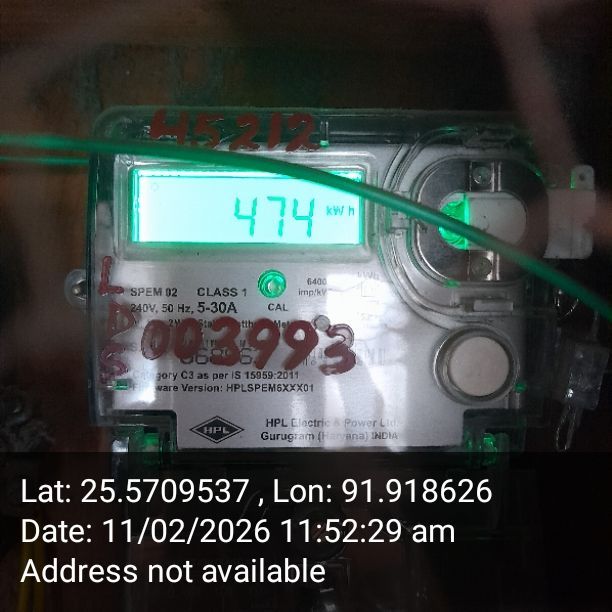 H5212
474 kWh
SPEM 02 CLASS 1
6400 imp/k
240V, 50 Hz, 5-30A CAL
LDS
003993
Category C3 as per IS 15959:2011
Firmware Version: HPLSPEM6XXX01
HPL
HPL Electric & Power Ltd.
Gurugram (Haryana) INDIA
Lat: 25.5709537 , Lon: 91.918626
Date: 11/02/2026 11:52:29 am
Address not available